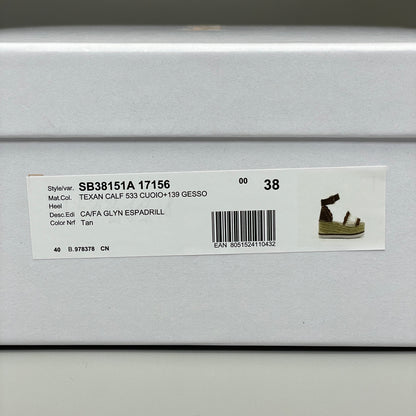 Style/var. SB38151A 17156 00 38
Mat.Col. TEXAN CALF 533 CUOIO+139 GESSO
Heel
Desc.Edi CA/FA GLYN ESPADRILL
Color Nrf Tan
EAN 8051524110432
40 B.978378 CN